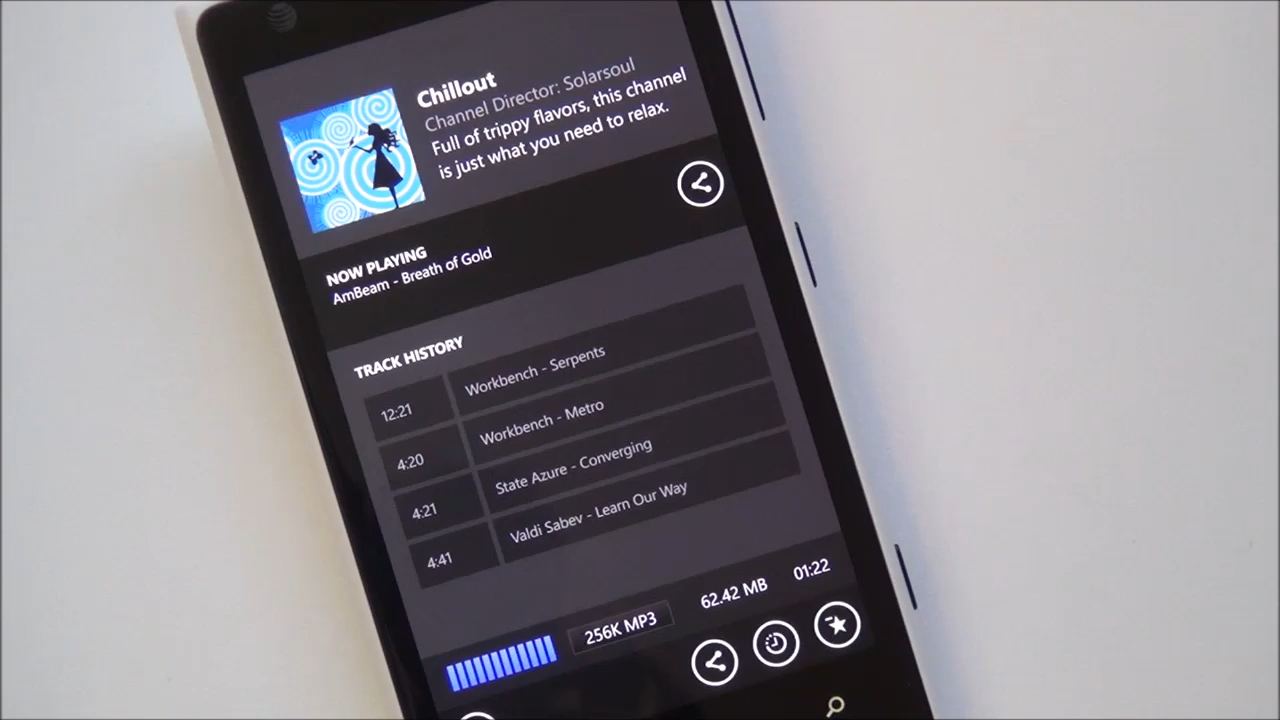 Chillout
Channel Director: Solarsoul
Full of trippy flavors, this channel
is just what you need to relax.
NOW PLAYING
AmBeam - Breath of Gold
TRACK HISTORY
12:21 Workbench - Serpents
4:20 Workbench - Metro
4:21 State Azure - Converging
4:41 Valdi Sabev - Learn Our Way
256K MP3 62.42 MB 01:22